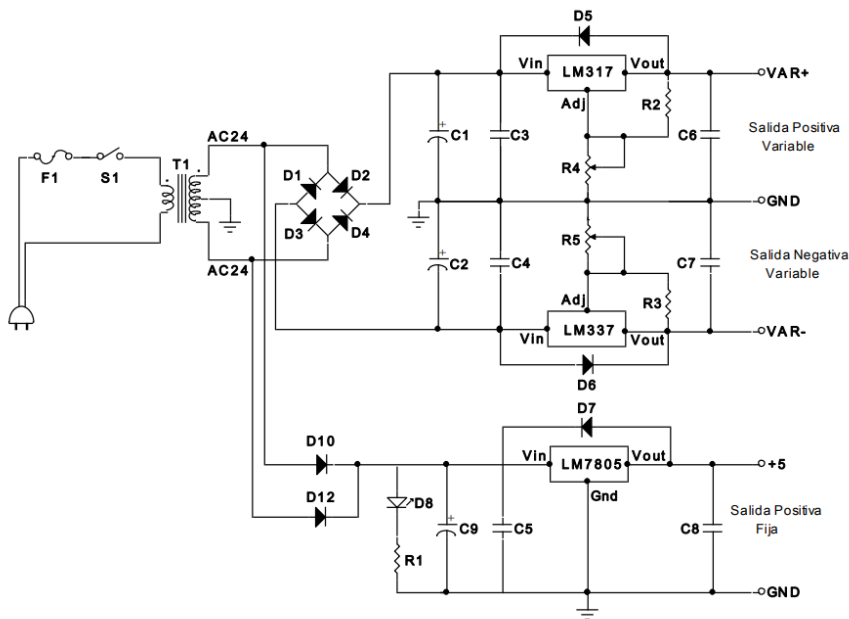 D5
Vin
LM317
Vout
VAR+
Adj
R2
AC24
+
C1
C3
C6
Salida Positiva
Variable
T1
F1
S1
D1
D2
R4
GND
D3
D4
R5
AC24
C2
C4
C7
Salida Negativa
Variable
Adj
R3
Vin
LM337
Vout
VAR-
D6
D7
D10
Vin
LM7805
Vout
+5
D12
D8
+
Gnd
Salida Positiva
Fija
C9
C5
C8
R1
GND